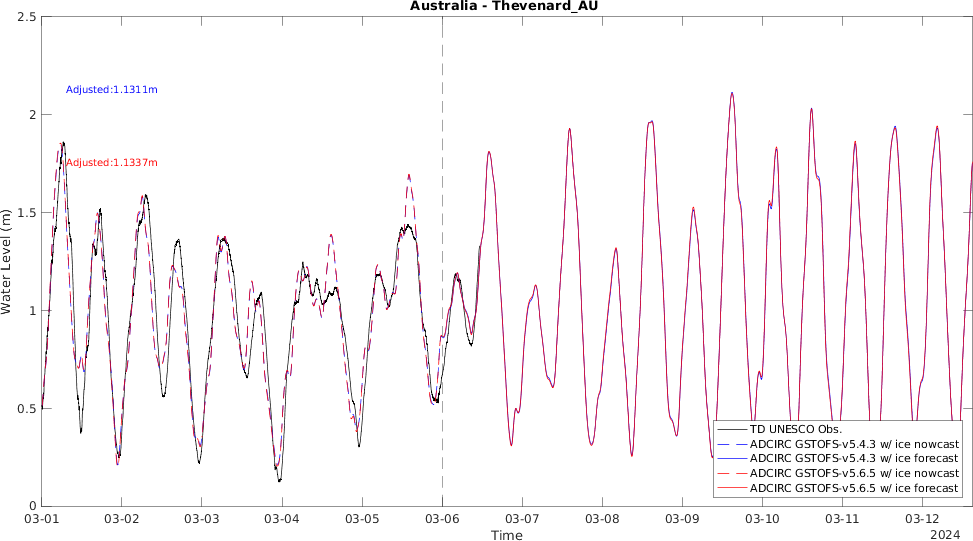 Australia - Thevenard_AU
2.5
2
1.5
1
0.5
0
Water Level (m)
Adjusted:1.1311m
Adjusted:1.1337m
TD UNESCO Obs.
ADCIRC GSTOFS-v5.4.3 w/ ice nowcast
ADCIRC GSTOFS-v5.4.3 w/ ice forecast
ADCIRC GSTOFS-v5.6.5 w/ ice nowcast
ADCIRC GSTOFS-v5.6.5 w/ ice forecast
03-01 03-02 03-03 03-04 03-05 03-06 03-07 03-08 03-09 03-10 03-11 03-12
Time
2024